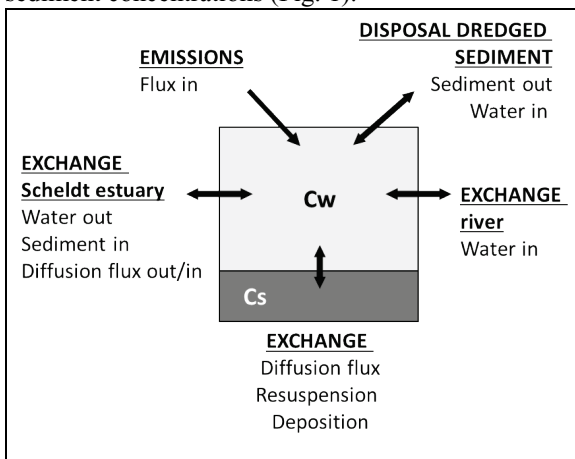 sediment concentrations (Fig. 1).
DISPOSAL DREDGED
SEDIMENT
Sediment out
Water in
EMISSIONS
Flux in
EXCHANGE
Scheldt estuary
Water out
Sediment in
Diffusion flux out/in
Cw
EXCHANGE
river
Water in
Cs
EXCHANGE
Diffusion flux
Resuspension
Deposition